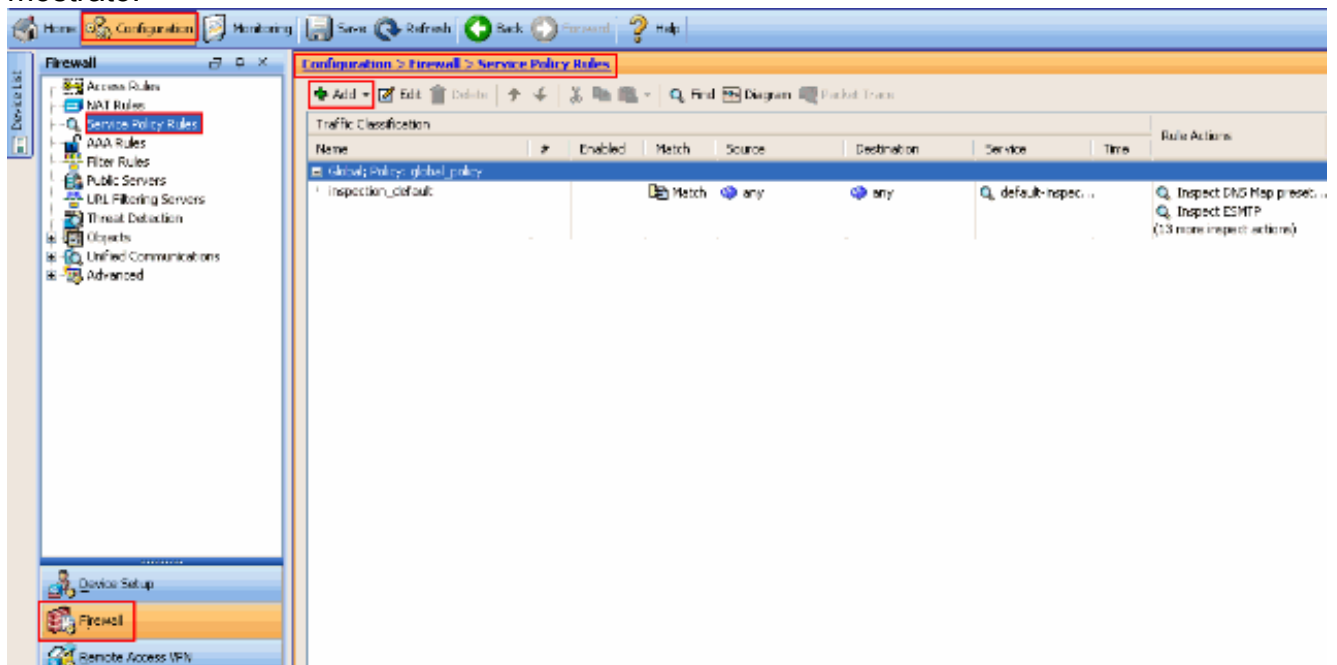 Home Configuration Monitoring Save Refresh Back Forward Help
Device List
Firewall
Access Rules
NAT Rules
Service Policy Rules
AAA Rules
Filter Rules
Public Servers
URL Filtering Servers
Threat Detection
Objects
Unified Communications
Advanced
Device Setup
Firewall
Remote Access VPN
Configuration > Firewall > Service Policy Rules
Add Edit Delete Find Diagram Packet Trace
Traffic Classification
Rule Actions
Name # Enabled Match Source Destination Service Time
Global; Policy: global_policy
inspection_default Match any any default-inspec...
Inspect DNS Map preset...
Inspect ESMTP
(13 more inspect actions)